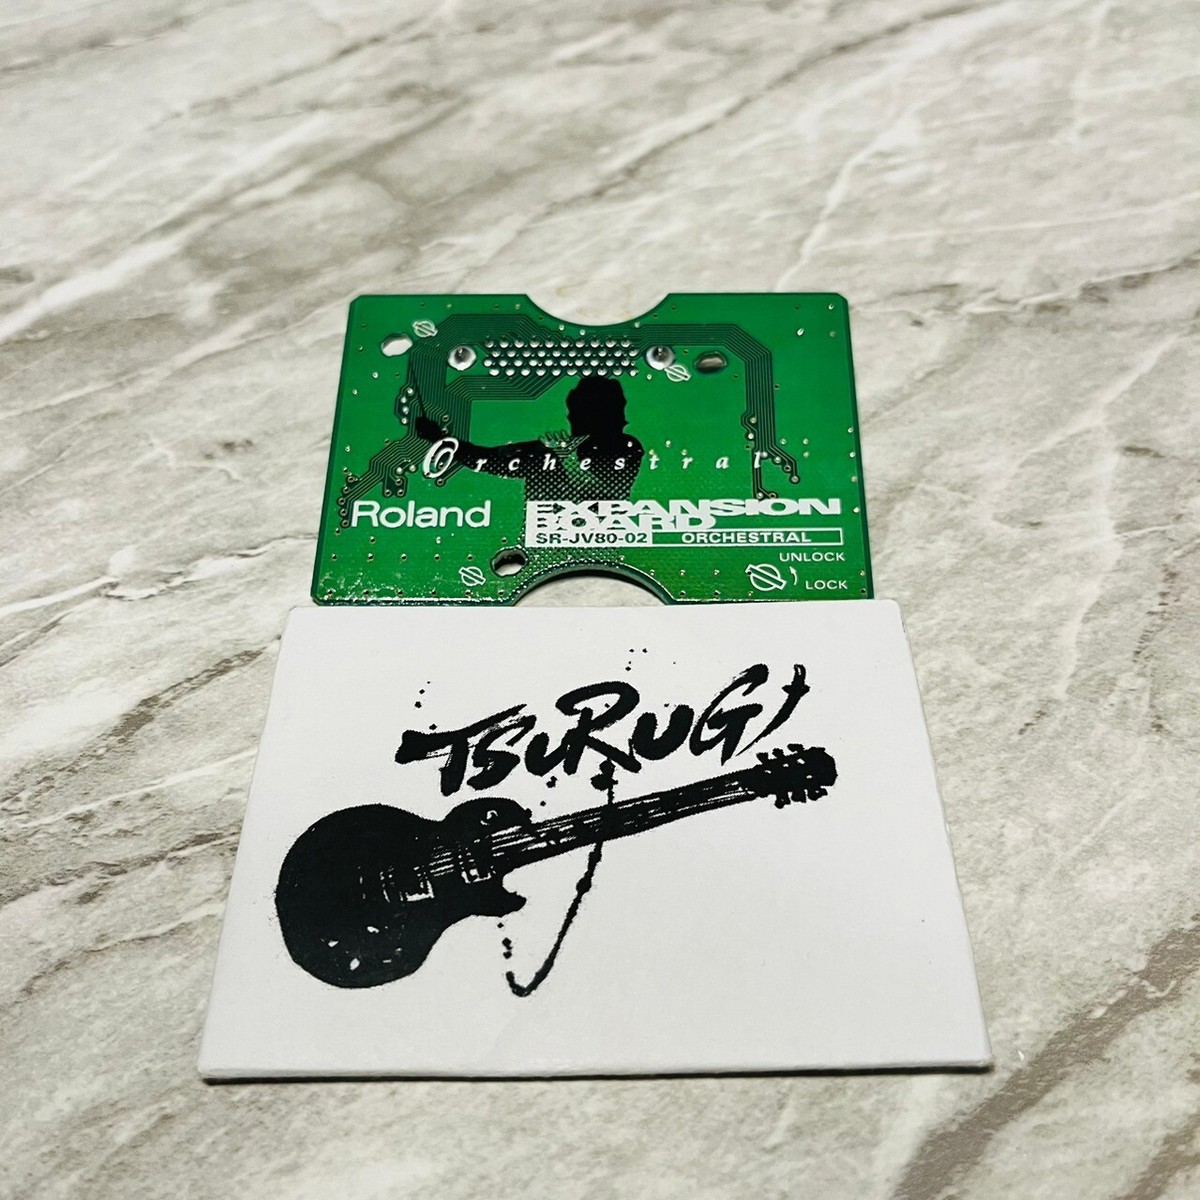 Orchestral
Roland
EXPANSION
BOARD
SR-JV80-02 ORCHESTRAL
UNLOCK
LOCK
TSURUGI